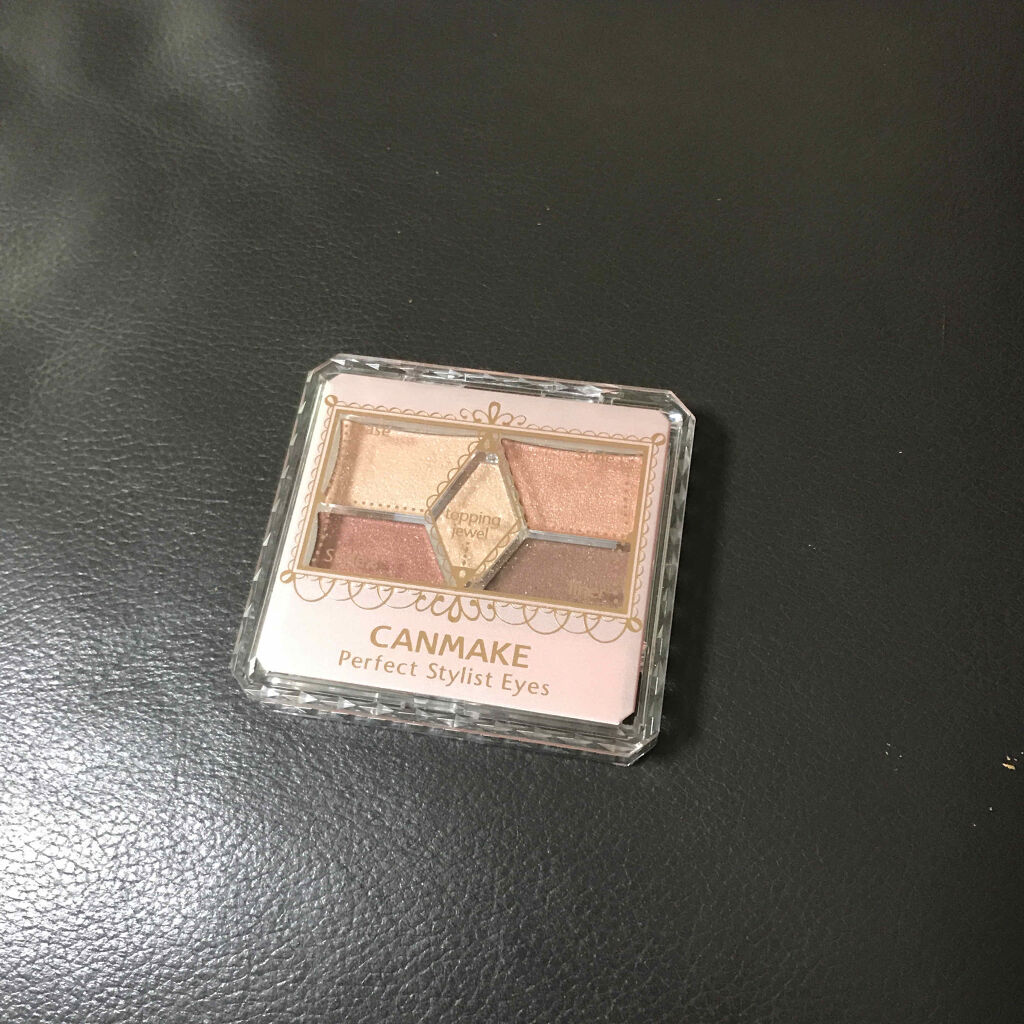 topping
jewel
CANMAKE
Perfect Stylist Eyes